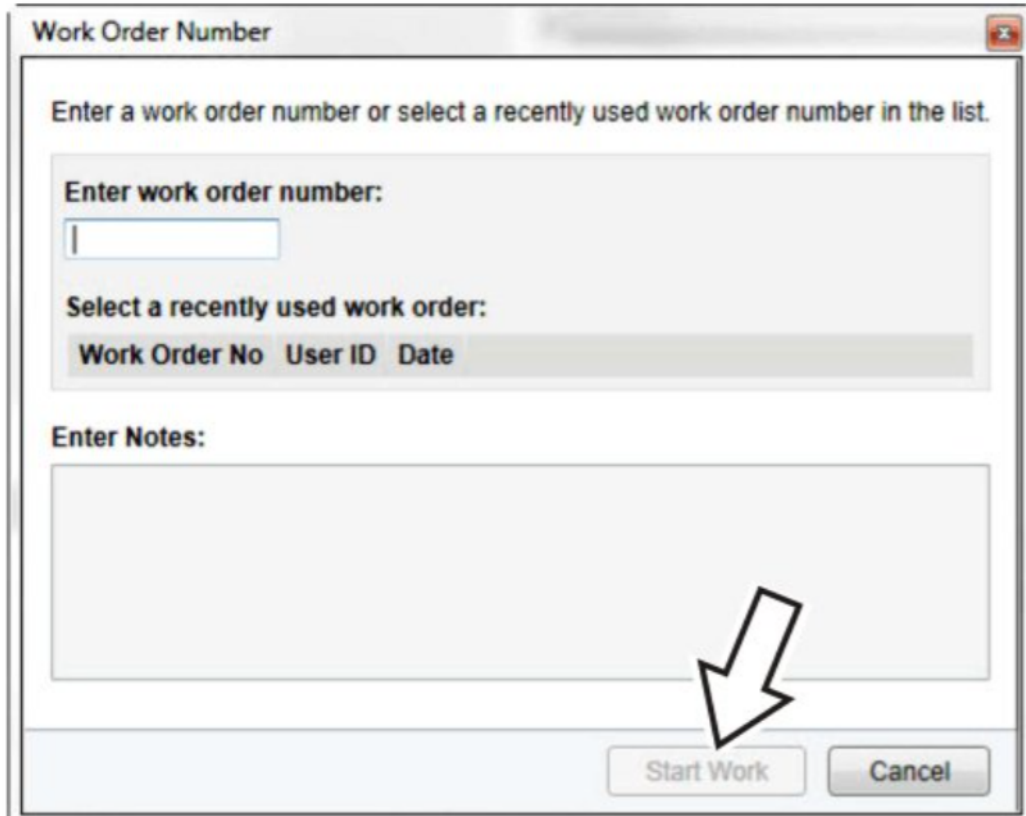 Work Order Number
Enter a work order number or select a recently used work order number in the list.
Enter work order number:
Select a recently used work order:
Work Order No User ID Date
Enter Notes:
Start Work Cancel